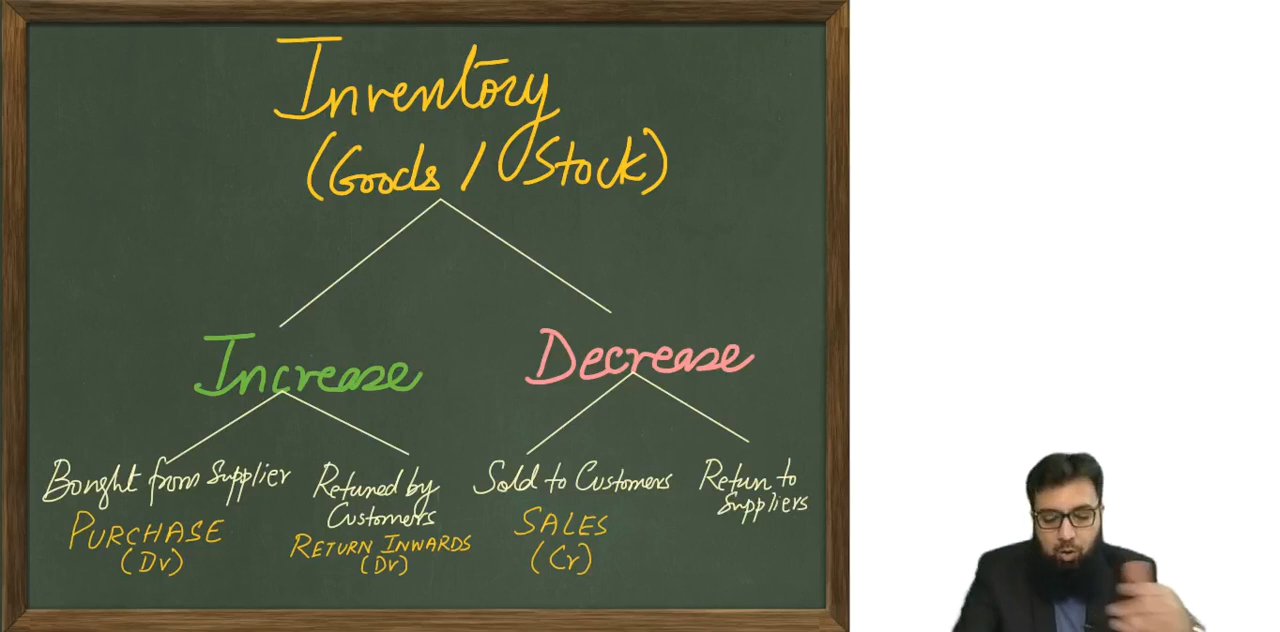 Inventory
(Goods / Stock)
Increase
Decrease
Bought from Supplier
PURCHASE
(Dr)
Retuned by
Customers
RETURN INWARDS
(Dr)
Sold to Customers
SALES
(Cr)
Return to
Suppliers